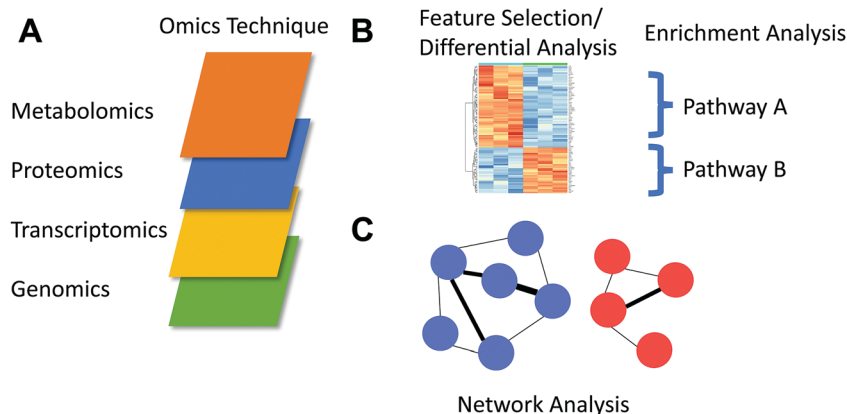 A
Omics Technique
Metabolomics
Proteomics
Transcriptomics
Genomics
B
Feature Selection/
Differential Analysis
Enrichment Analysis
Pathway A
Pathway B
C
Network Analysis